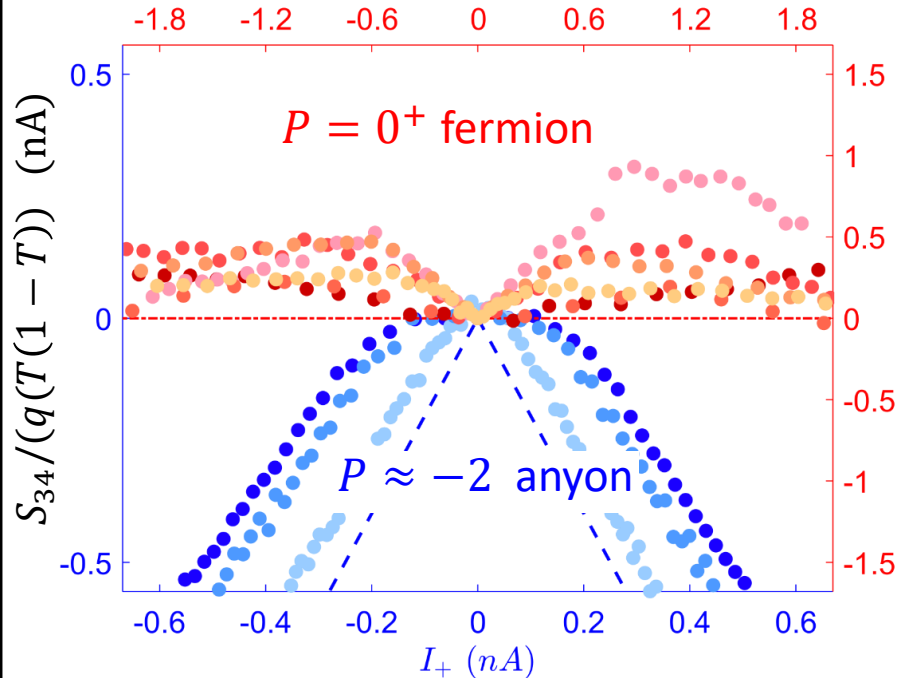 -1.8 -1.2 -0.6 0 0.6 1.2 1.8
0.5
0
-0.5
S₃₄/(q(T(1 − T)) (nA)
P = 0⁺ fermion
P ≈ −2 anyon
1.5
1
0.5
0
-0.5
-1
-1.5
-0.6 -0.4 -0.2 0 0.2 0.4 0.6
I₊ (nA)